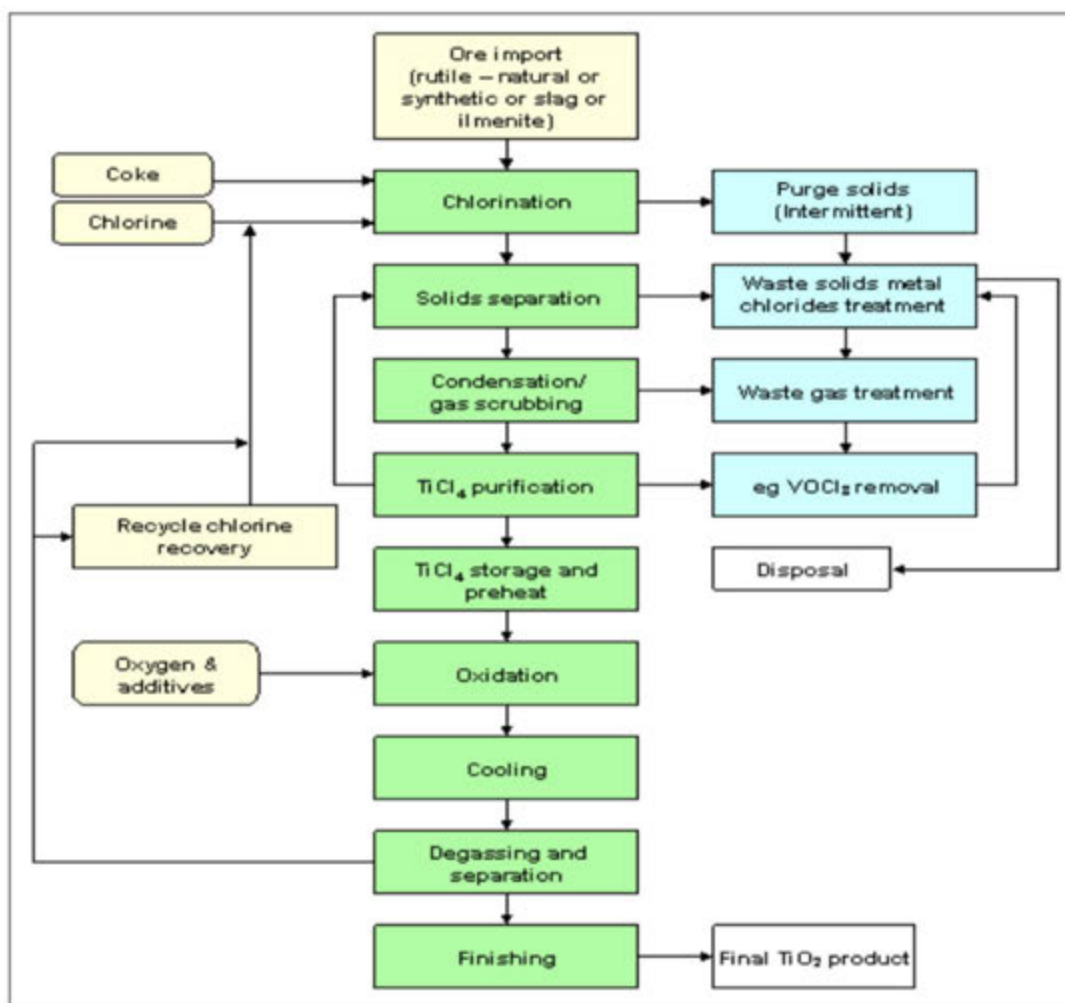 Ore import
(rutile – natural or
synthetic or slag or
ilmenite)
Coke
Chlorine
Chlorination
Purge solids
(Intermittent)
Solids separation
Waste solids metal
chlorides treatment
Condensation/
gas scrubbing
Waste gas treatment
TiCl₄ purification
eg VOCl₂ removal
Recycle chlorine
recovery
TiCl₄ storage and
preheat
Disposal
Oxygen &
additives
Oxidation
Cooling
Degassing and
separation
Finishing
Final TiO₂ product